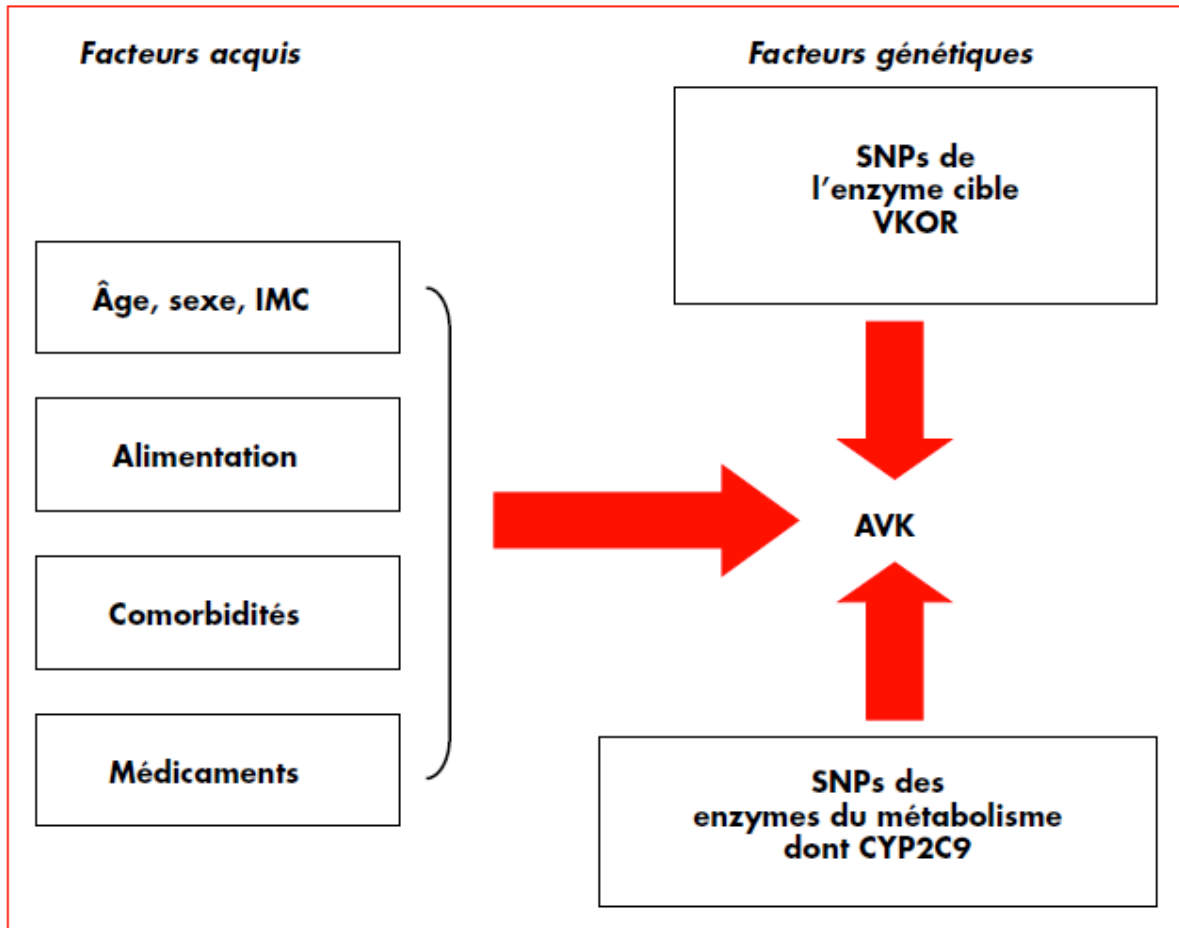 Facteurs acquis
Âge, sexe, IMC
Alimentation
Comorbidités
Médicaments
Facteurs génétiques
SNPs de
l'enzyme cible
VKOR
AVK
SNPs des
enzymes du métabolisme
dont CYP2C9